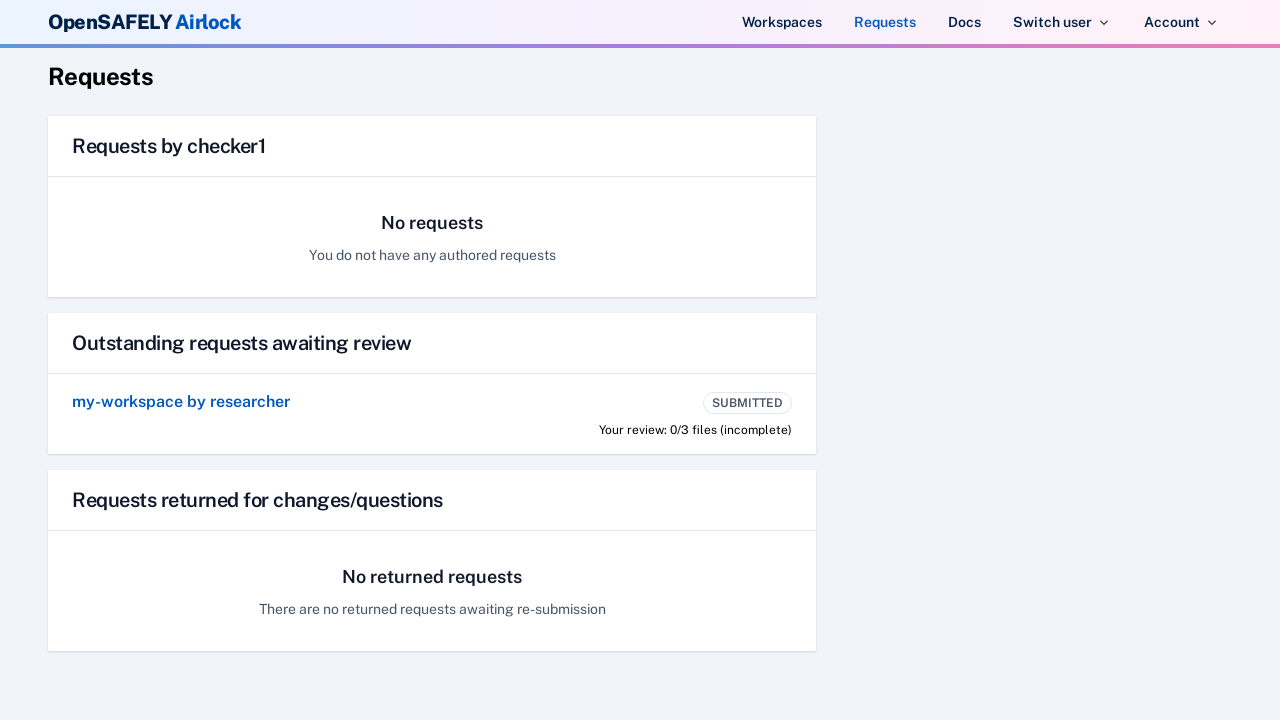 OpenSAFELY Airlock
Workspaces
Requests
Docs
Switch user
Account
Requests
Requests by checker1
No requests
You do not have any authored requests
Outstanding requests awaiting review
my-workspace by researcher
SUBMITTED
Your review: 0/3 files (incomplete)
Requests returned for changes/questions
No returned requests
There are no returned requests awaiting re-submission